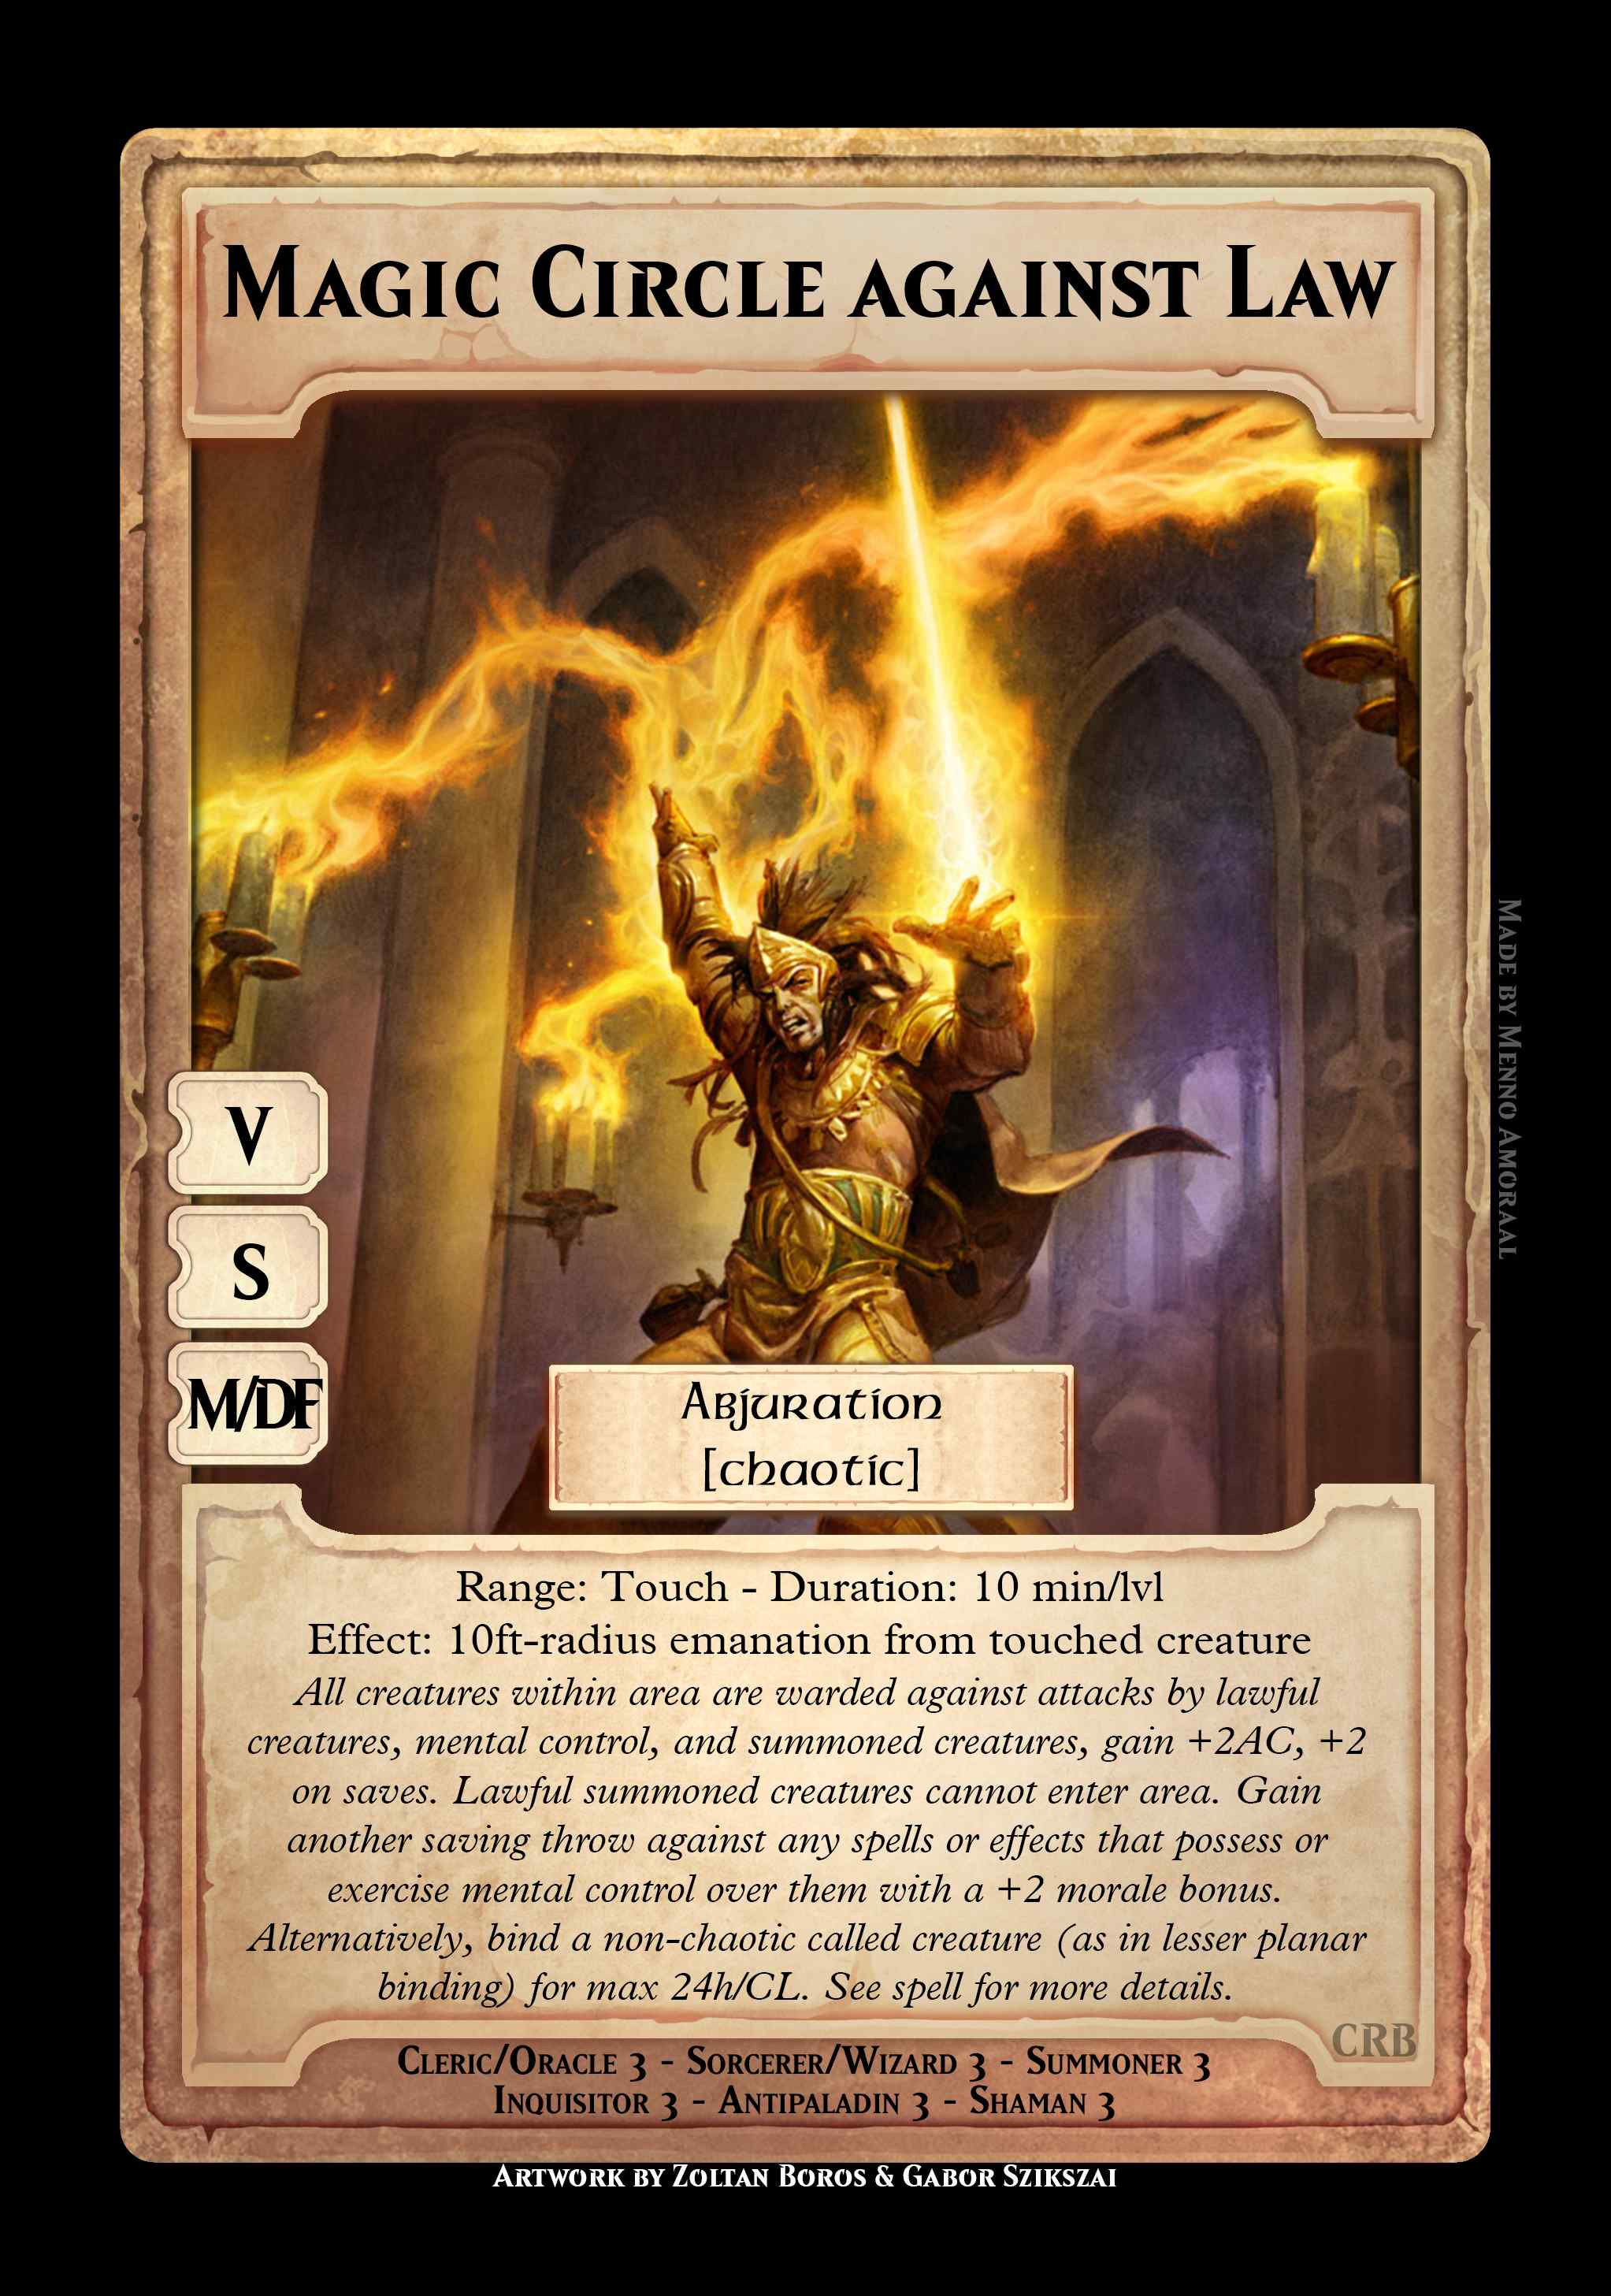 Magic Circle against Law
V
S
M/DF
Abjuration
[chaotic]
Range: Touch - Duration: 10 min/lvl
Effect: 10ft-radius emanation from touched creature
All creatures within area are warded against attacks by lawful
creatures, mental control, and summoned creatures, gain +2AC, +2
on saves. Lawful summoned creatures cannot enter area. Gain
another saving throw against any spells or effects that possess or
exercise mental control over them with a +2 morale bonus.
Alternatively, bind a non-chaotic called creature (as in lesser planar
binding) for max 24h/CL. See spell for more details.
CRB
Cleric/Oracle 3 - Sorcerer/Wizard 3 - Summoner 3
Inquisitor 3 - Antipaladin 3 - Shaman 3
Artwork by Zoltan Boros & Gabor Szikszai
Made by Menno Amoraal